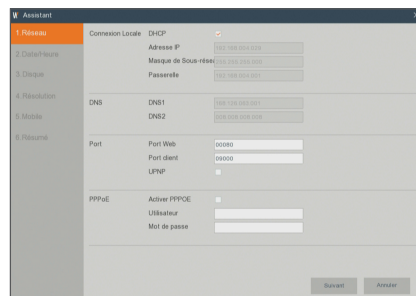 Assistant
1.Réseau
2.Date/Heure
3.Disque
4.Résolution
5.Mobile
6.Résumé
Connexion Locale
DHCP
Adresse IP
Masque de Sous-résea
Passerelle
DNS
DNS1
DNS2
Port
Port Web 00080
Port client 09000
UPNP
PPPoE
Activer PPPOE
Utilisateur
Mot de passe
Suivant
Annuler